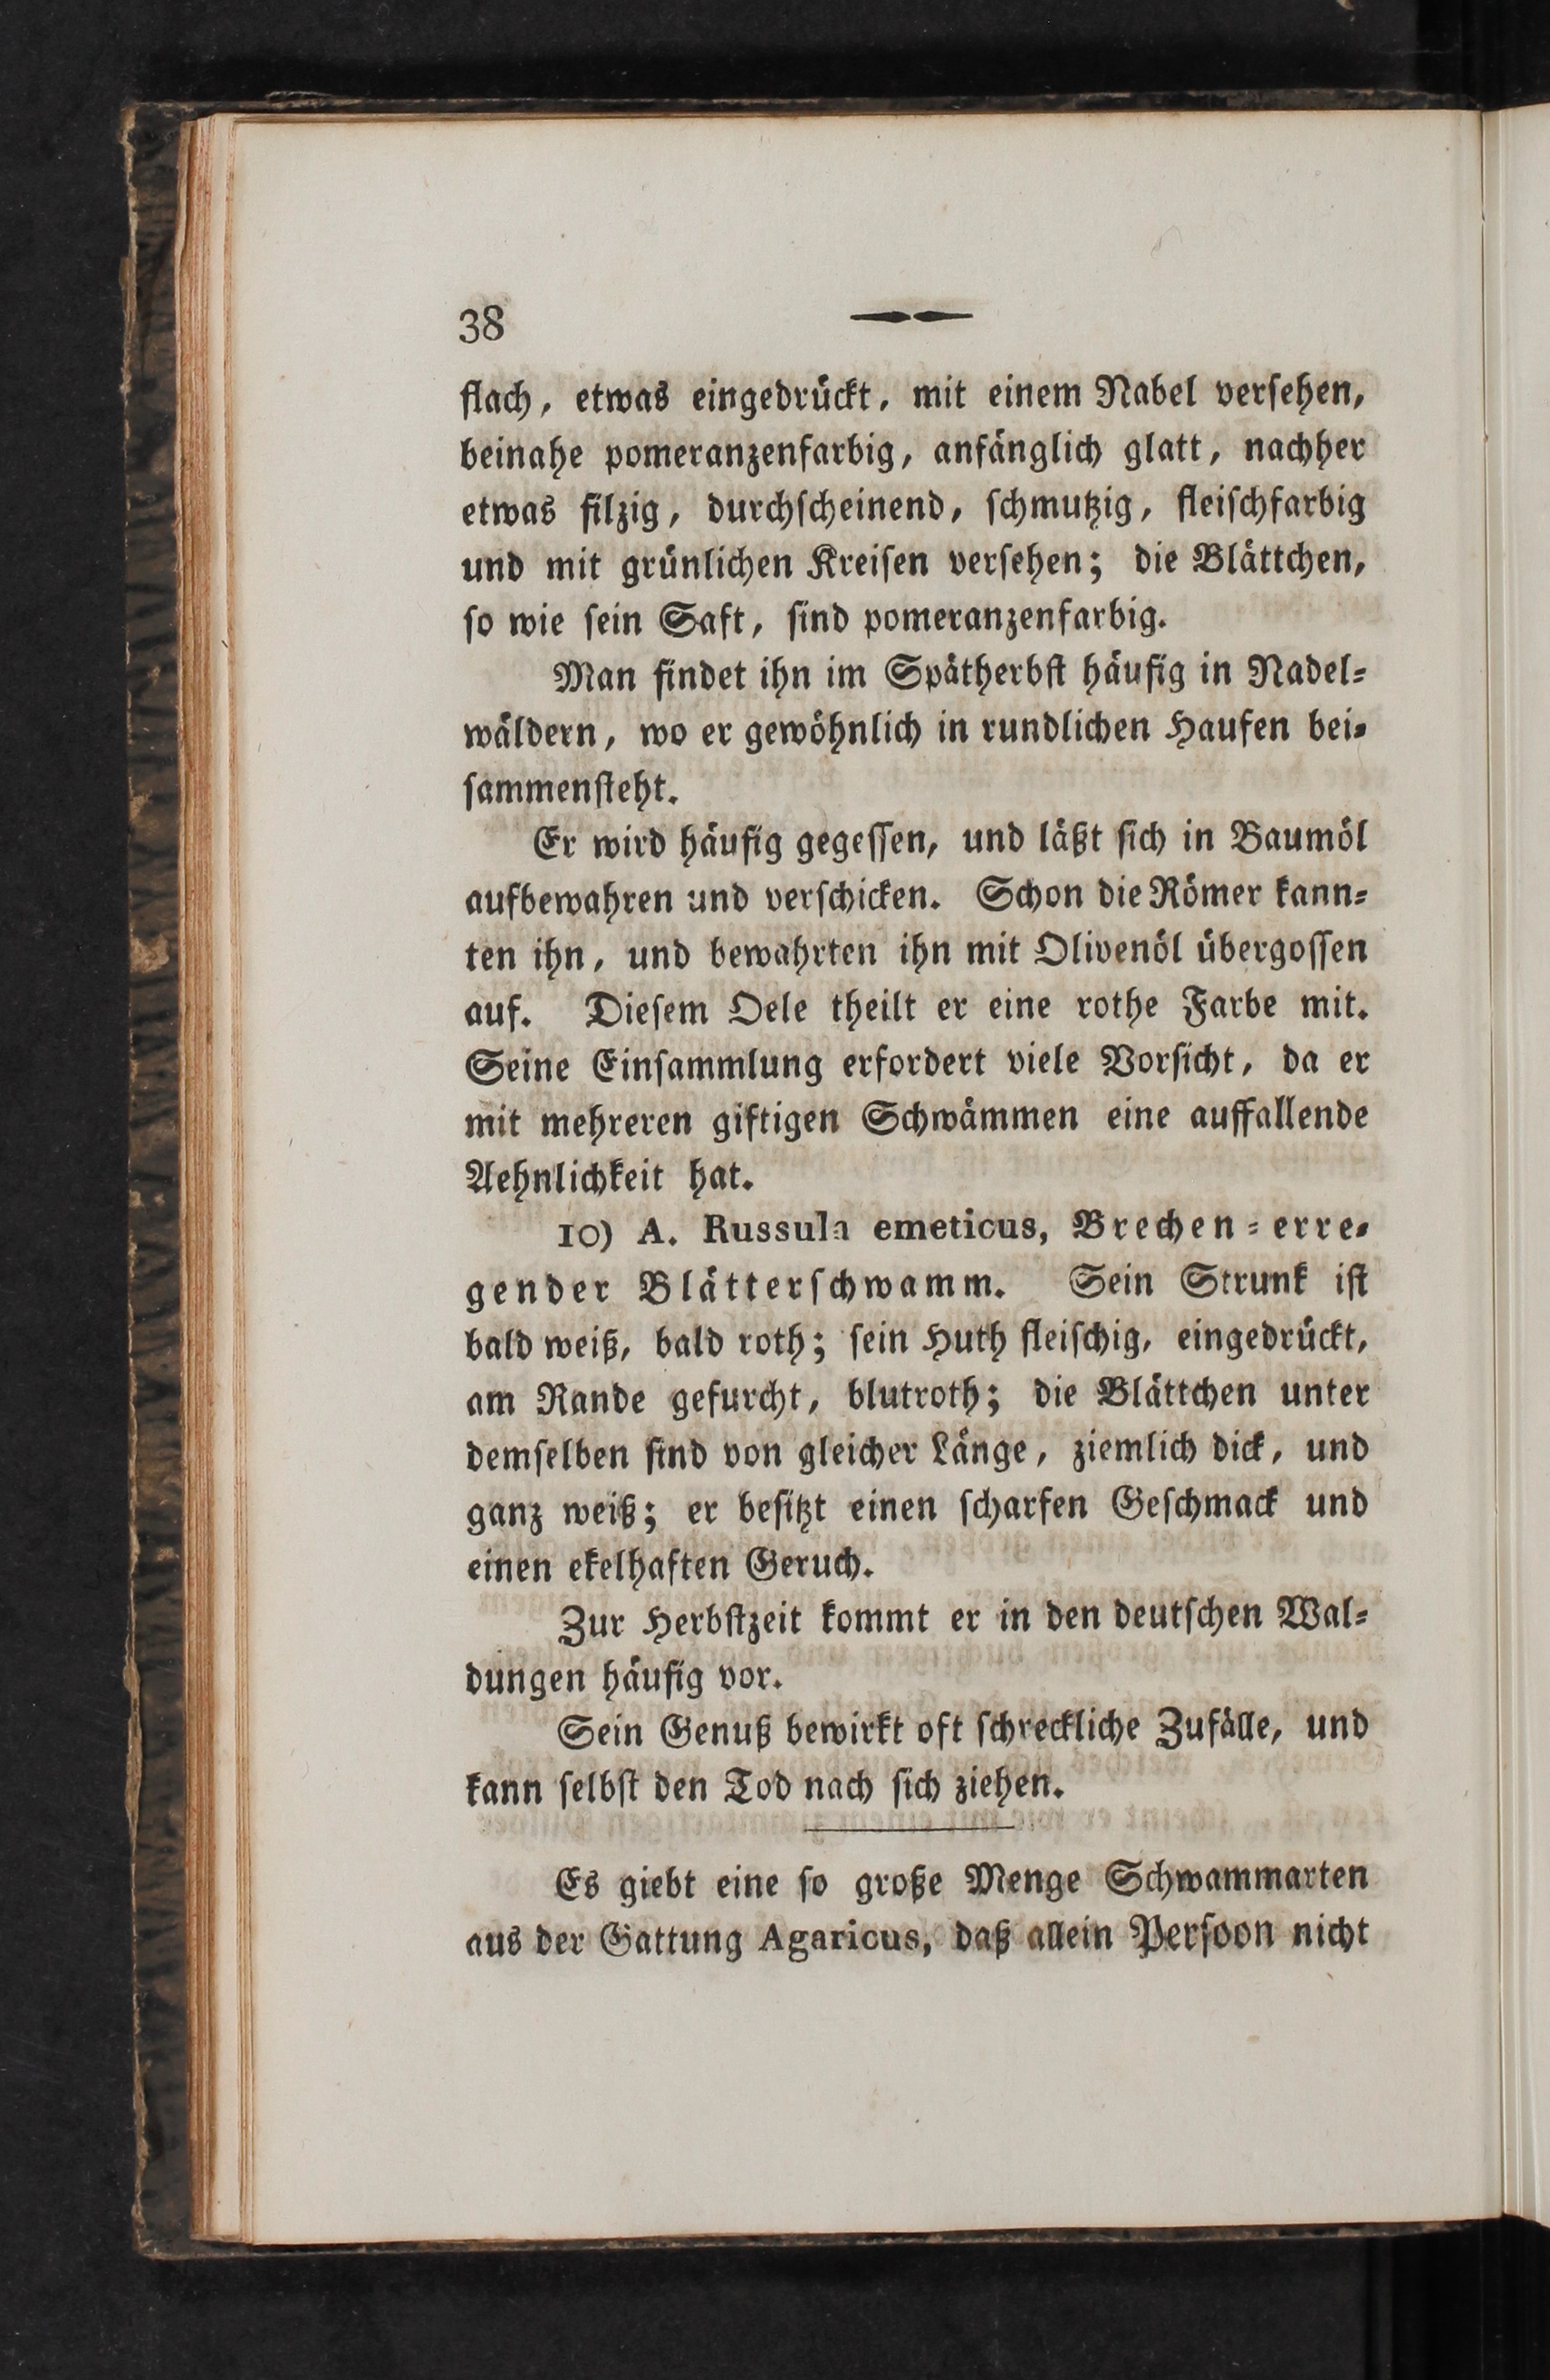 38
flach, etwas eingedrückt, mit einem Nabel verſehen,
beinahe pomeranzenfarbig, anfänglich glatt, nachher
etwas filzig, durchſcheinend, ſchmutzig, fleiſchfarbig
und mit grünlichen Kreiſen verſehen; die Blättchen,
ſo wie ſein Saft, ſind pomeranzenfarbig.
Man findet ihn im Spätherbſt häufig in Nadel⸗
wäldern, wo er gewöhnlich in rundlichen Haufen bei⸗
ſammenſteht.
Er wird häufig gegeſſen, und läßt ſich in Baumöl
aufbewahren und verſchicken. Schon die Römer kann⸗
ten ihn, und bewahrten ihn mit Olivenöl übergoſſen
auf. Dieſem Oele theilt er eine rothe Farbe mit.
Seine Einſammlung erfordert viele Vorſicht, da er
mit mehreren giftigen Schwämmen eine auffallende
Aehnlichkeit hat.
10) A. Russula emeticus, Brechen⸗erre⸗
gender Blätterſchwamm. Sein Strunk iſt
bald weiß, bald roth; ſein Huth fleiſchig, eingedrückt,
am Rande gefurcht, blutroth; die Blättchen unter
demſelben ſind von gleicher Länge, ziemlich dick, und
ganz weiß; er beſitzt einen ſcharfen Geſchmack und
einen ekelhaften Geruch.
Zur Herbſtzeit kommt er in den deutſchen Wal⸗
dungen häufig vor.
Sein Genuß bewirkt oft ſchreckliche Zufälle, und
kann ſelbſt den Tod nach ſich ziehen.
Es giebt eine ſo große Menge Schwammarten
aus der Gattung Agaricus, daß allein Perſoon nicht